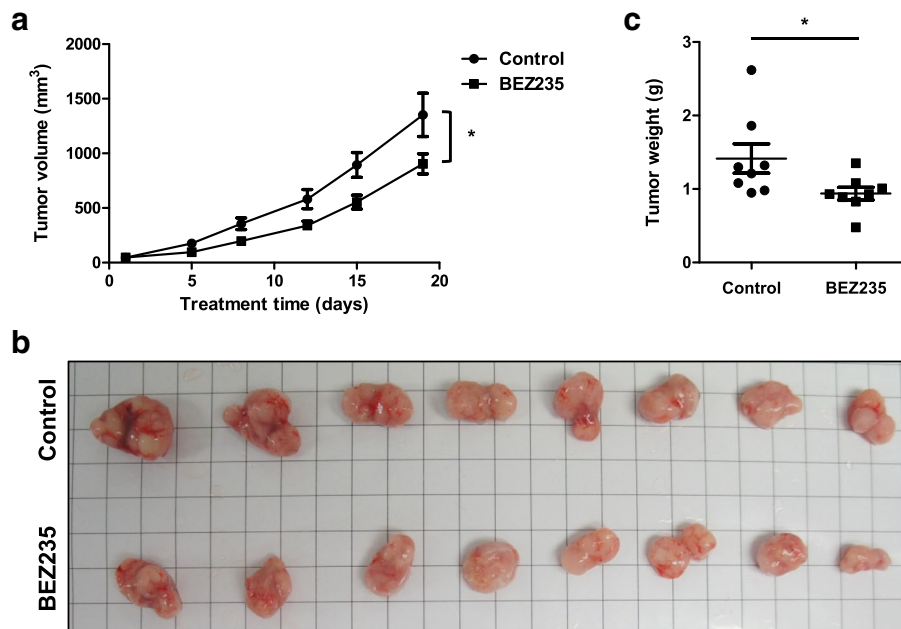 a
2000
1500
1000
500
0
0
5
10
15
20
Tumor volume (mm³)
Treatment time (days)
Control
BEZ235
*
c
*
3
2
1
0
Tumor weight (g)
Control
BEZ235
b
Control
BEZ235